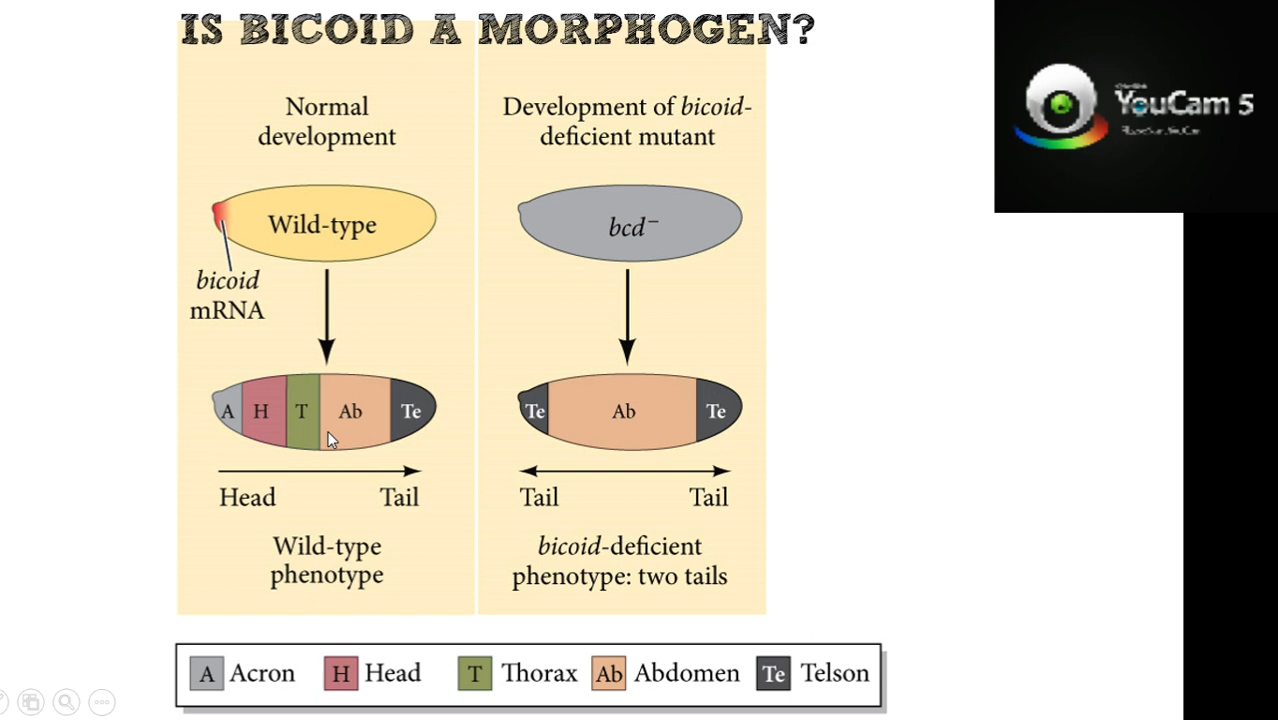 IS BICOID A MORPHOGEN?
Normal
development
Wild-type
bicoid
mRNA
A H T Ab Te
Head Tail
Wild-type
phenotype
Development of bicoid-
deficient mutant
bcd⁻
Te Ab Te
Tail Tail
bicoid-deficient
phenotype: two tails
A Acron H Head T Thorax Ab Abdomen Te Telson
YouCam 5